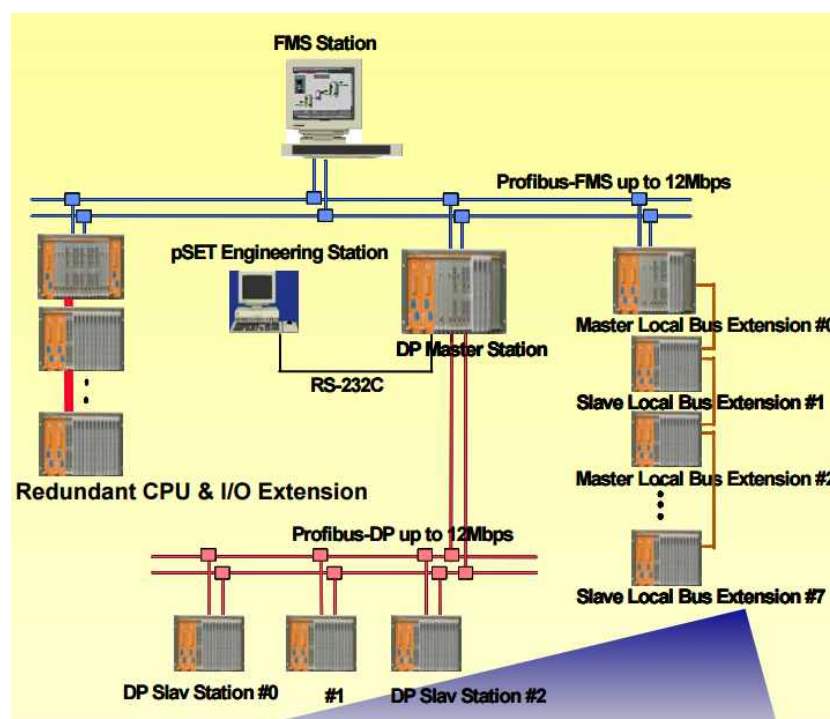 FMS Station
Profibus-FMS up to 12Mbps
pSET Engineering Station
Master Local Bus Extension #0
DP Master Station
RS-232C
Slave Local Bus Extension #1
Master Local Bus Extension #2
Redundant CPU & I/O Extension
Profibus-DP up to 12Mbps
Slave Local Bus Extension #7
DP Slav Station #0
#1
DP Slav Station #2